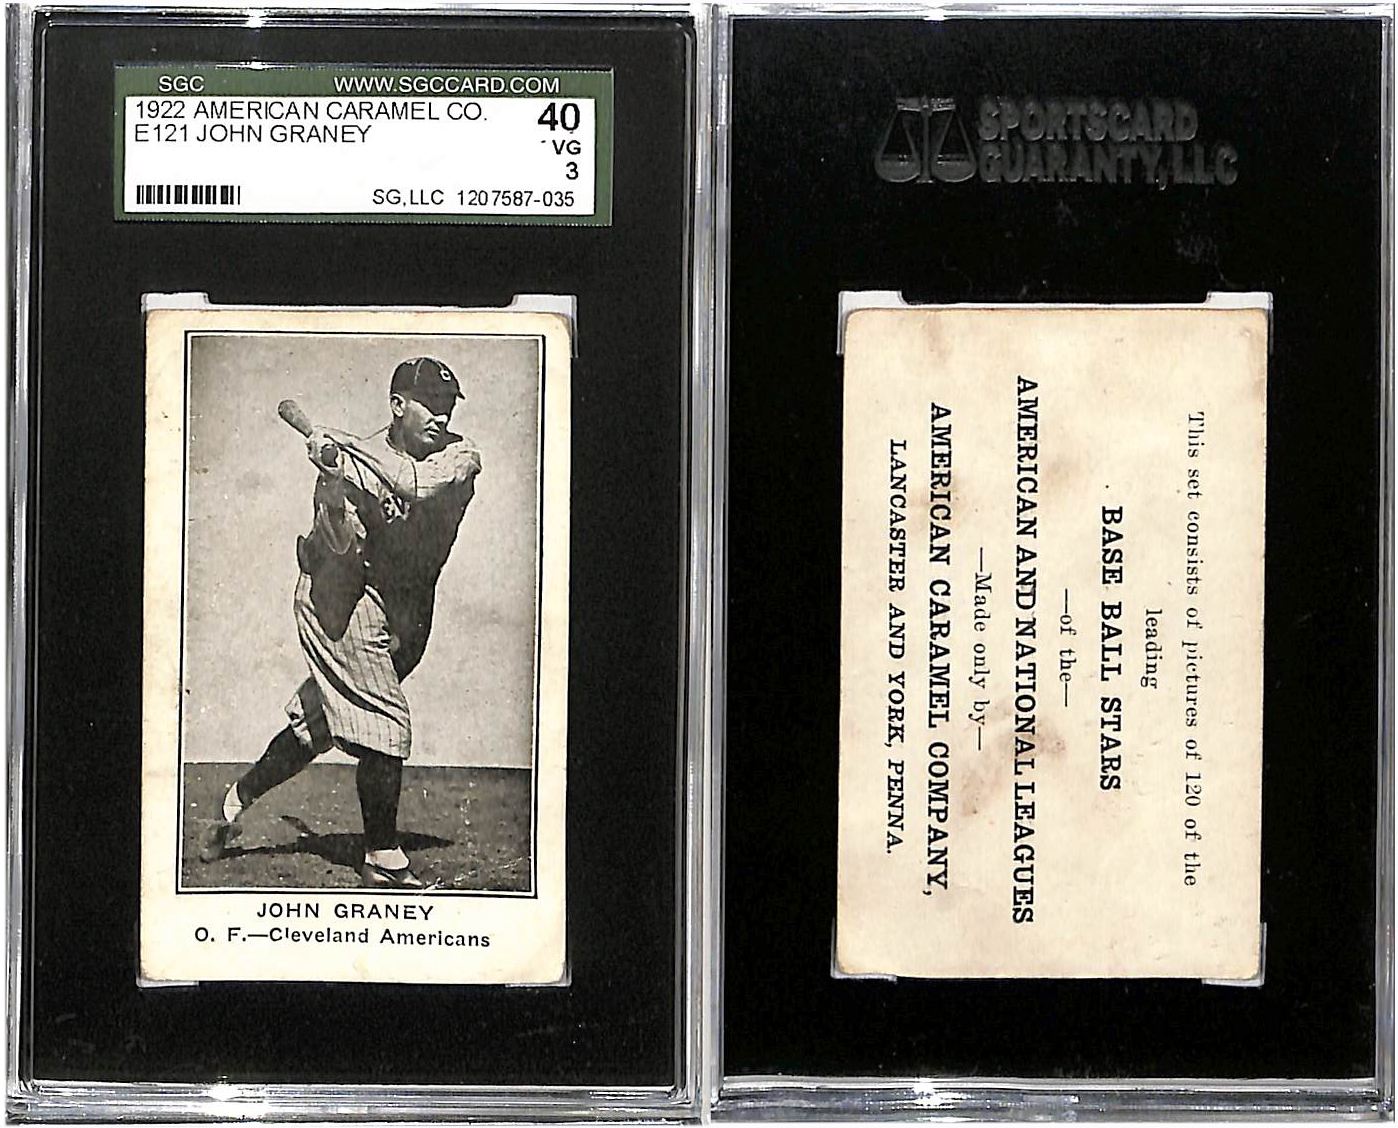 SGC WWW.SGCCARD.COM
1922 AMERICAN CARAMEL CO. 40
E121 JOHN GRANEY VG
3
SG,LLC 1207587-035
C
JOHN GRANEY
O. F.—Cleveland Americans
SPORTSCARD
GUARANTY, LLC
This set consists of pictures of 120 of the
leading
BASE BALL STARS
—of the—
AMERICAN AND NATIONAL LEAGUES
—Made only by—
AMERICAN CARAMEL COMPANY,
LANCASTER AND YORK, PENNA.